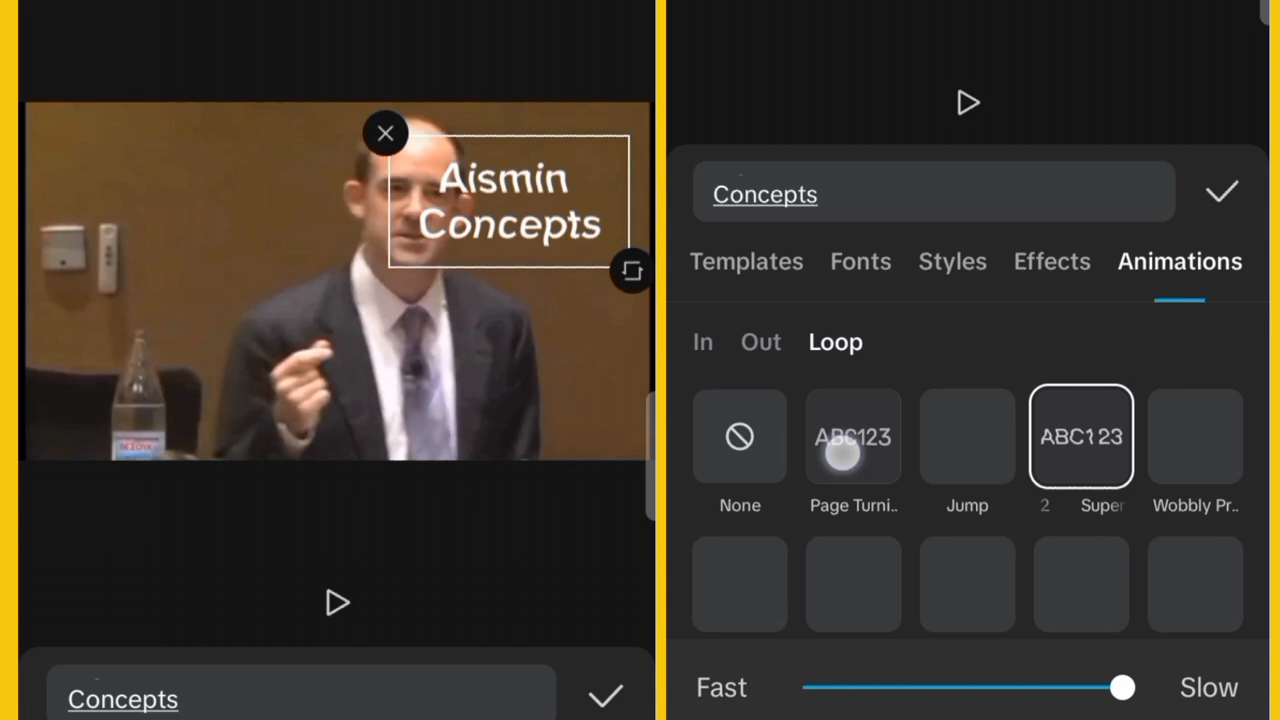 Aismin
Concepts
Concepts
Concepts
Templates Fonts Styles Effects Animations
In Out Loop
ABC123 ABC123
None Page Turni.. Jump 2 Super Wobbly Pr..
Fast Slow